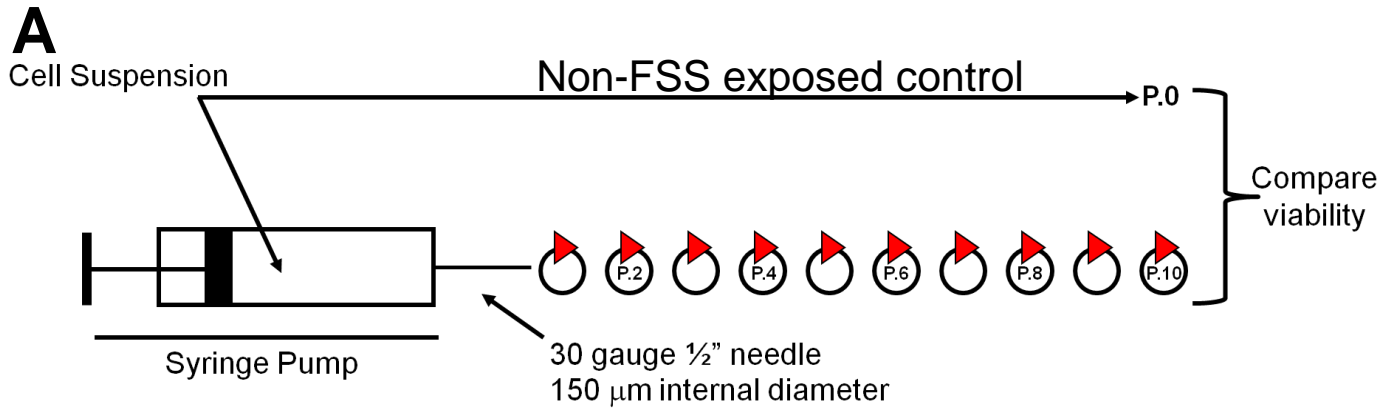 A
Cell Suspension
Non-FSS exposed control
P.0
Compare
viability
P.2
P.4
P.6
P.8
P.10
Syringe Pump
30 gauge ½” needle
150 μm internal diameter